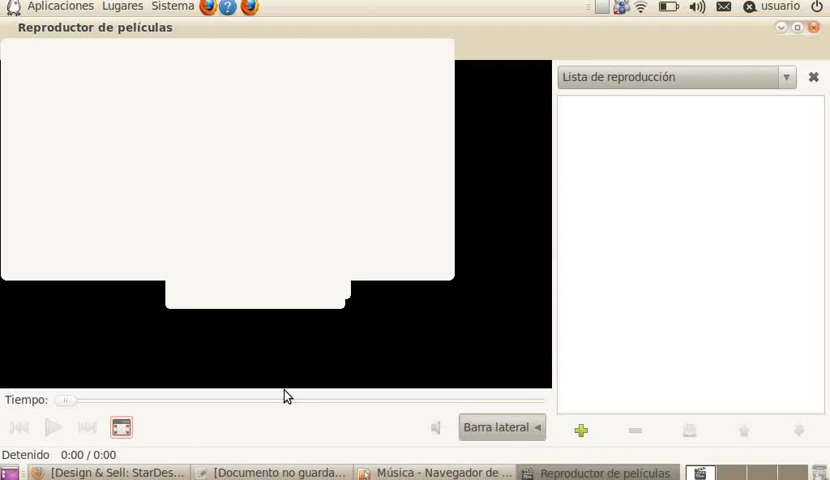 Aplicaciones Lugares Sistema
usuario
Reproductor de películas
Lista de reproducción
Tiempo:
Barra lateral
Detenido 0:00 / 0:00
[Design & Sell: StarDes...
[Documento no guarda...
Música - Navegador de ...
Reproductor de películas